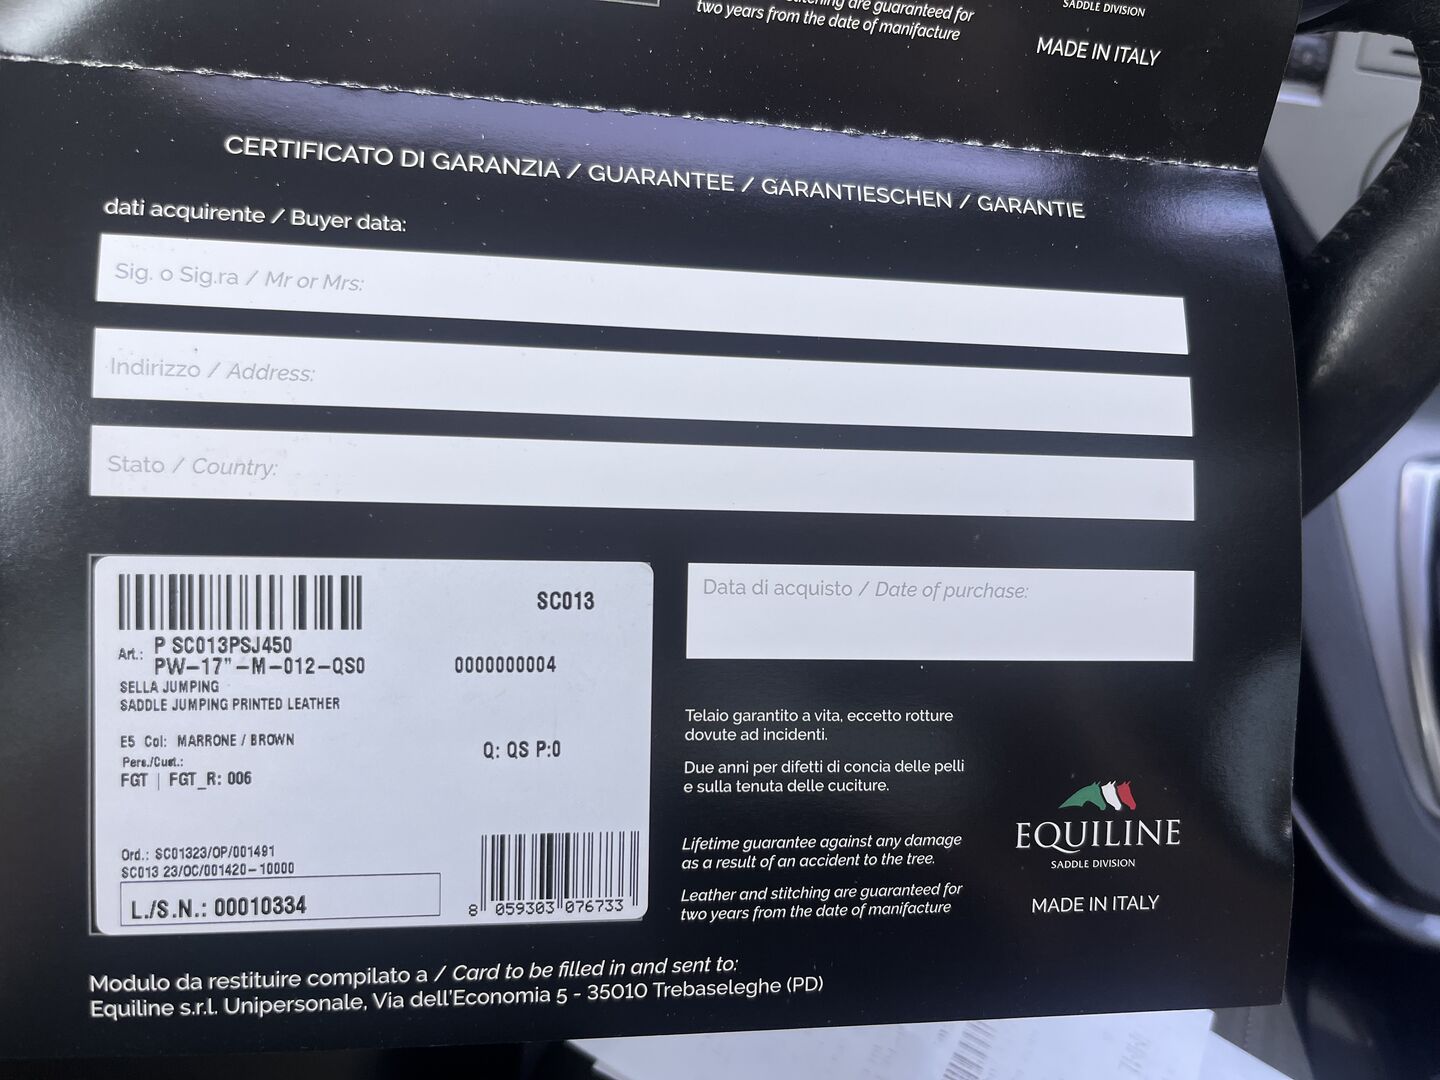 stitching are guaranteed for
two years from the date of manifacture
SADDLE DIVISION
MADE IN ITALY
CERTIFICATO DI GARANZIA / GUARANTEE / GARANTIESCHEN / GARANTIE
dati acquirente / Buyer data:
Sig. o Sig.ra / Mr or Mrs:
Indirizzo / Address:
Stato / Country:
SC013
Art.: P SC013PSJ450
PW-17"-M-012-QS0 0000000004
SELLA JUMPING
SADDLE JUMPING PRINTED LEATHER
E5 Col: MARRONE / BROWN
Q: QS P:0
Pers./Cust.:
FGT | FGT_R: 006
Ord.: SC01323/OP/001491
SC013 23/OC/001420-10000
L./S.N.: 00010334
8 059303 076733
Data di acquisto / Date of purchase:
Telaio garantito a vita, eccetto rotture
dovute ad incidenti.
Due anni per difetti di concia delle pelli
e sulla tenuta delle cuciture.
Lifetime guarantee against any damage
as a result of an accident to the tree.
Leather and stitching are guaranteed for
two years from the date of manifacture
EQUILINE
SADDLE DIVISION
MADE IN ITALY
Modulo da restituire compilato a / Card to be filled in and sent to:
Equiline s.r.l. Unipersonale, Via dell'Economia 5 - 35010 Trebaseleghe (PD)